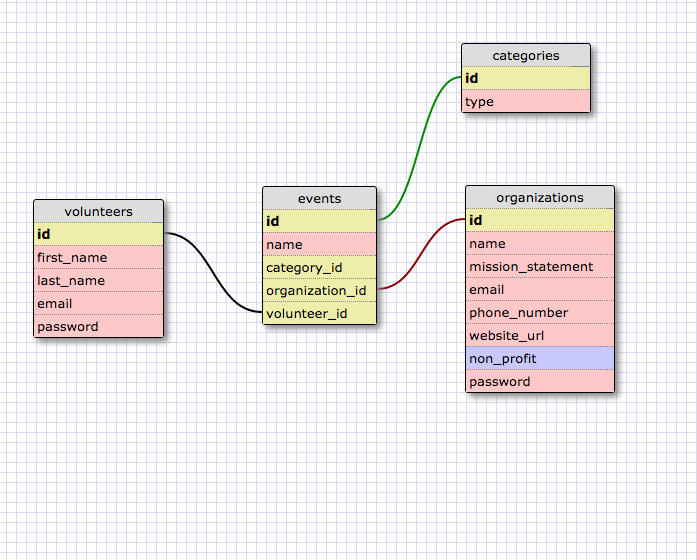 categories
id
type
volunteers
id
first_name
last_name
email
password
events
id
name
category_id
organization_id
volunteer_id
organizations
id
name
mission_statement
email
phone_number
website_url
non_profit
password